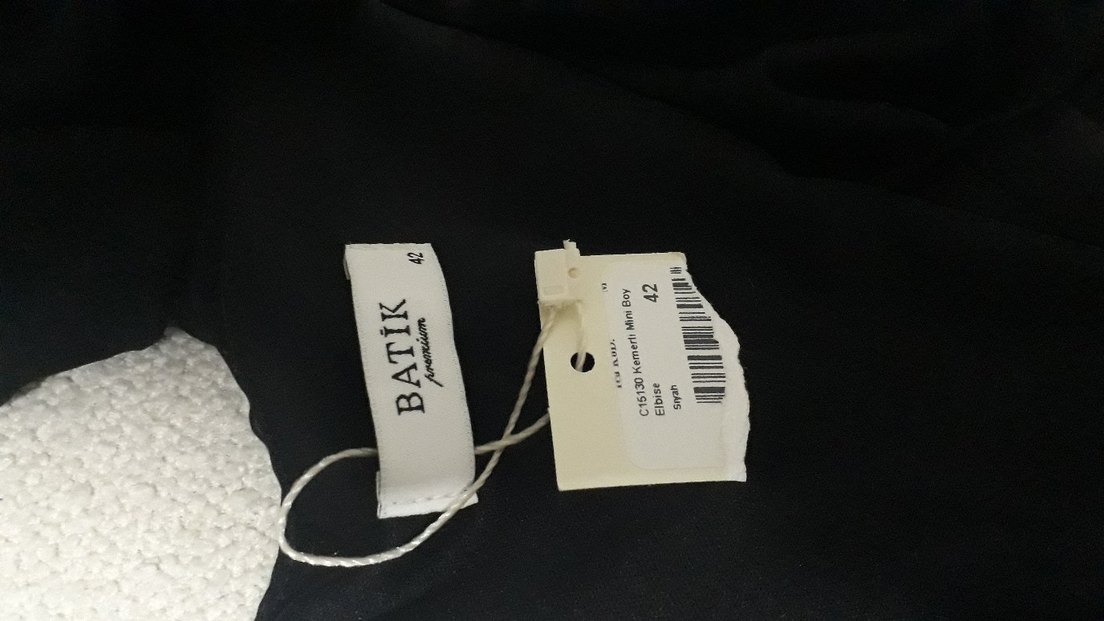 BATİK
premium
42
C15130 Kemerli Mini Boy
Elbise
42
Siyah